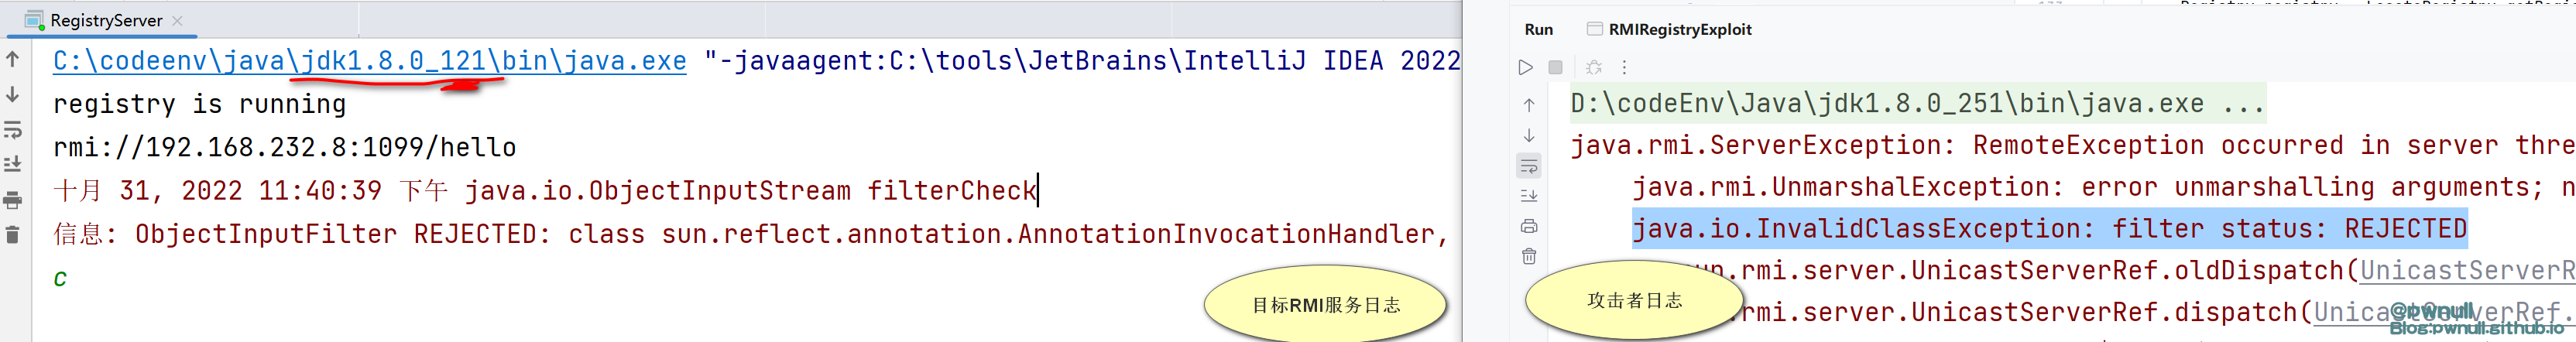 RegistryServer
C:\codeenv\java\jdk1.8.0_121\bin\java.exe "-javaagent:C:\tools\JetBrains\IntelliJ IDEA 2022
registry is running
rmi://192.168.232.8:1099/hello
十月 31, 2022 11:40:39 下午 java.io.ObjectInputStream filterCheck
信息: ObjectInputFilter REJECTED: class sun.reflect.annotation.AnnotationInvocationHandler,
c
目标RMI服务日志
Run RMIRegistryExploit
D:\codeEnv\Java\jdk1.8.0_251\bin\java.exe ...
java.rmi.ServerException: RemoteException occurred in server thre
java.rmi.UnmarshalException: error unmarshalling arguments; n
java.io.InvalidClassException: filter status: REJECTED
un.rmi.server.UnicastServerRef.oldDispatch(UnicastServerR
.rmi.server.UnicastServerRef.dispatch(UnicastServerRef.
攻击者日志
@pwnull
Blog:pwnull.github.io